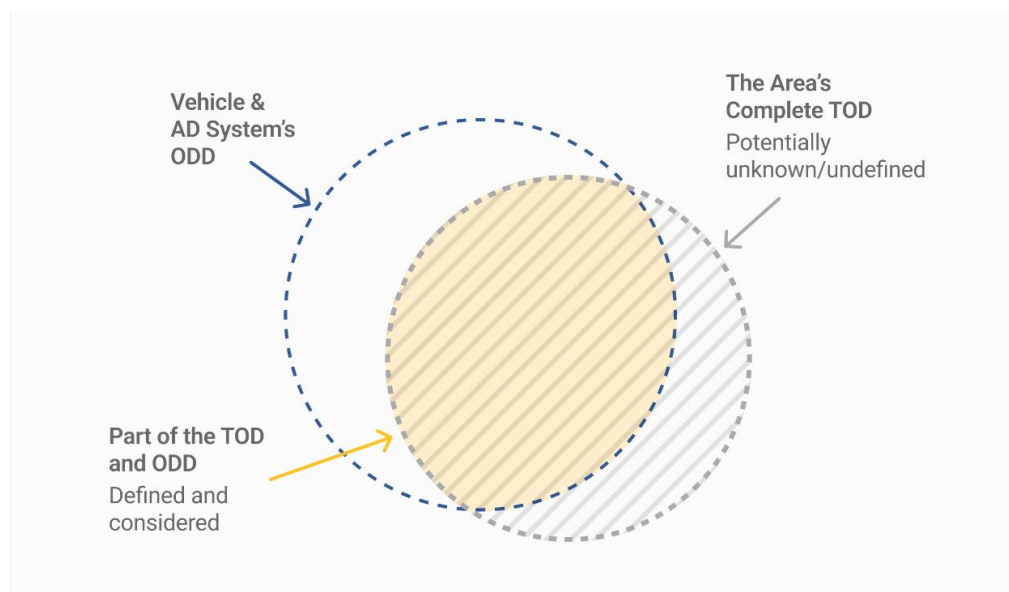 Vehicle &
AD System's
ODD
The Area's
Complete TOD
Potentially
unknown/undefined
Part of the TOD
and ODD
Defined and
considered